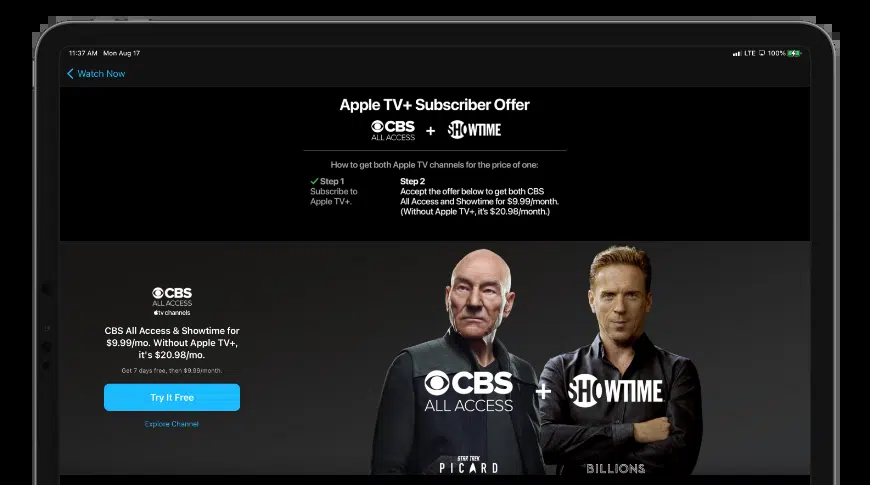 11:37 AM Mon Aug 17
LTE 100%
Watch Now
Apple TV+ Subscriber Offer
CBS
ALL ACCESS
+
SHOWTIME
How to get both Apple TV channels for the price of one:
Step 1
Subscribe to
Apple TV+.
Step 2
Accept the offer below to get both CBS
All Access and Showtime for $9.99/month.
(Without Apple TV+, it's $20.98/month.)
CBS
ALL ACCESS
tv channels
CBS All Access & Showtime for
$9.99/mo. Without Apple TV+,
it's $20.98/mo.
Get 7 days free, then $9.99/month.
Try It Free
Explore Channel
CBS
ALL ACCESS
+
SHOWTIME
STAR TREK
PICARD
BILLIONS